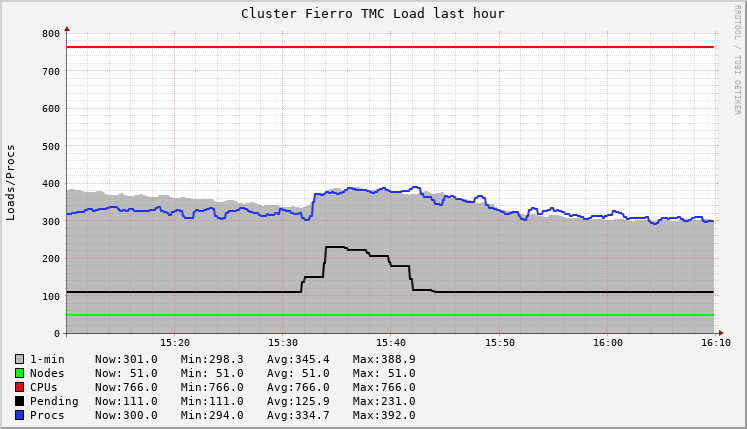 Cluster Fierro TMC Load last hour
RRDTOOL / TOBI OETIKER
Loads/Procs
800
700
600
500
400
300
200
100
0
15:20 15:30 15:40 15:50 16:00 16:10
1-min Now:301.0 Min:298.3 Avg:345.4 Max:388.9
Nodes Now: 51.0 Min: 51.0 Avg: 51.0 Max: 51.0
CPUs Now:766.0 Min:766.0 Avg:766.0 Max:766.0
Pending Now:111.0 Min:111.0 Avg:125.9 Max:231.0
Procs Now:300.0 Min:294.0 Avg:334.7 Max:392.0